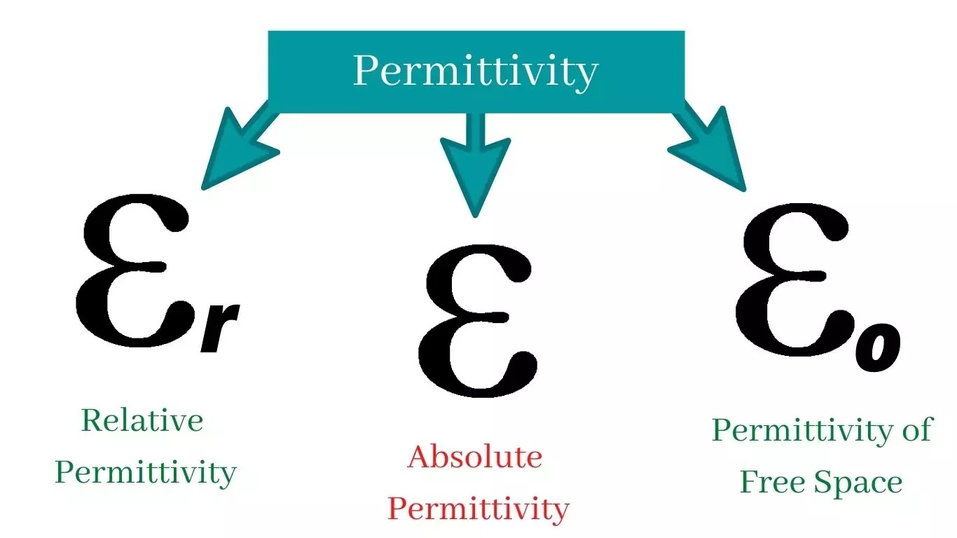 Permittivity
εr
Relative
Permittivity
ε
Absolute
Permittivity
εo
Permittivity of
Free Space